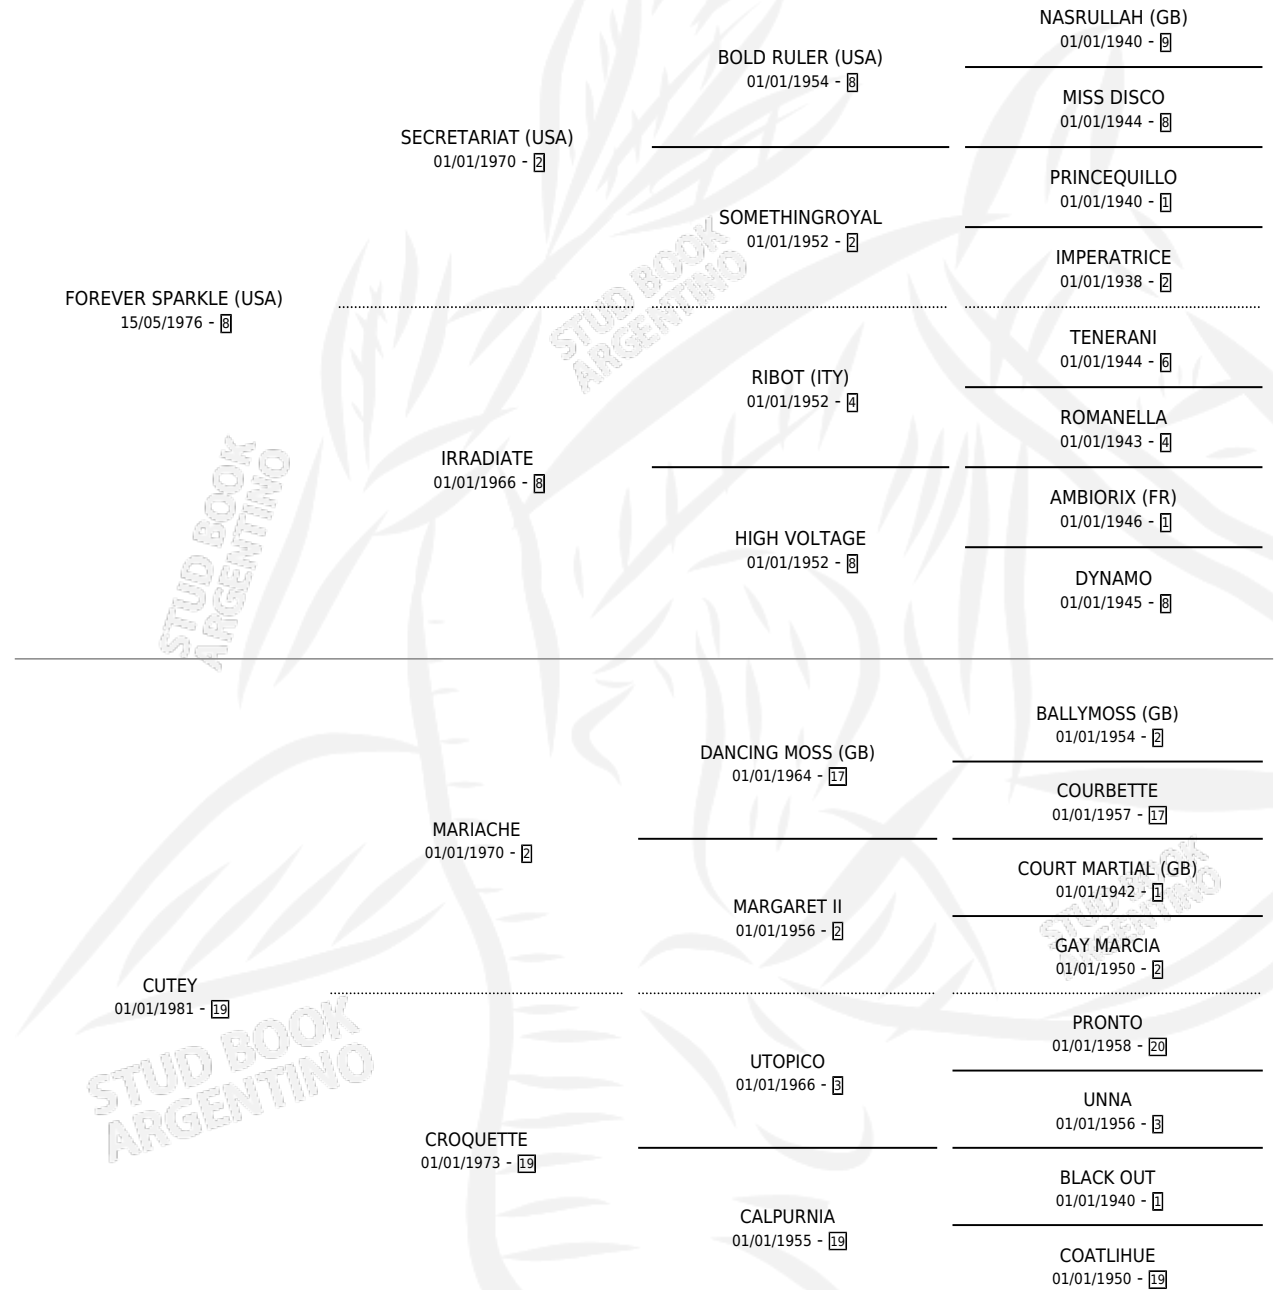 NASRULLAH (GB)
01/01/1940 - 9
BOLD RULER (USA)
01/01/1954 - 8
MISS DISCO
01/01/1944 - 8
SECRETARIAT (USA)
01/01/1970 - 2
PRINCEQUILLO
01/01/1940 - 1
SOMETHINGROYAL
01/01/1952 - 2
IMPERATRICE
01/01/1938 - 2
FOREVER SPARKLE (USA)
15/05/1976 - 8
TENERANI
01/01/1944 - 6
RIBOT (ITY)
01/01/1952 - 4
ROMANELLA
01/01/1943 - 4
IRRADIATE
01/01/1966 - 8
AMBIORIX (FR)
01/01/1946 - 1
HIGH VOLTAGE
01/01/1952 - 8
DYNAMO
01/01/1945 - 8
BALLYMOSS (GB)
01/01/1954 - 2
DANCING MOSS (GB)
01/01/1964 - 17
COURBETTE
01/01/1957 - 17
MARIACHE
01/01/1970 - 2
COURT MARTIAL (GB)
01/01/1942 - 1
MARGARET II
01/01/1956 - 2
GAY MARCIA
01/01/1950 - 2
CUTEY
01/01/1981 - 19
PRONTO
01/01/1958 - 20
UTOPICO
01/01/1966 - 3
UNNA
01/01/1956 - 3
CROQUETTE
01/01/1973 - 19
BLACK OUT
01/01/1940 - 1
CALPURNIA
01/01/1955 - 19
COATLIHUE
01/01/1950 - 19
STUD BOOK
ARGENTINO
STUD BOOK
ARGENTINO
STUD BOOK
ARGENTINO
STUD BOOK
ARGENTINO